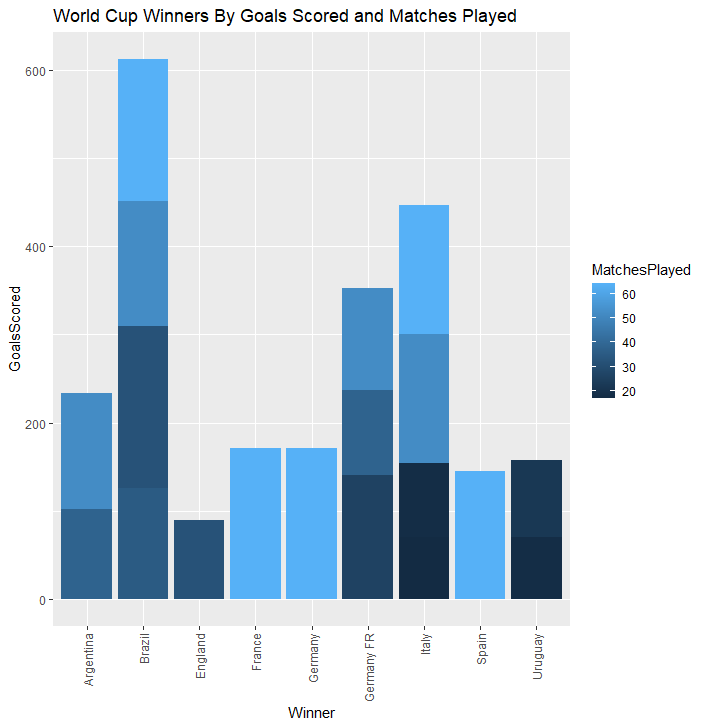 World Cup Winners By Goals Scored and Matches Played
GoalsScored
600
400
200
0
Argentina
Brazil
England
France
Germany
Germany FR
Italy
Spain
Uruguay
Winner
MatchesPlayed
60
50
40
30
20